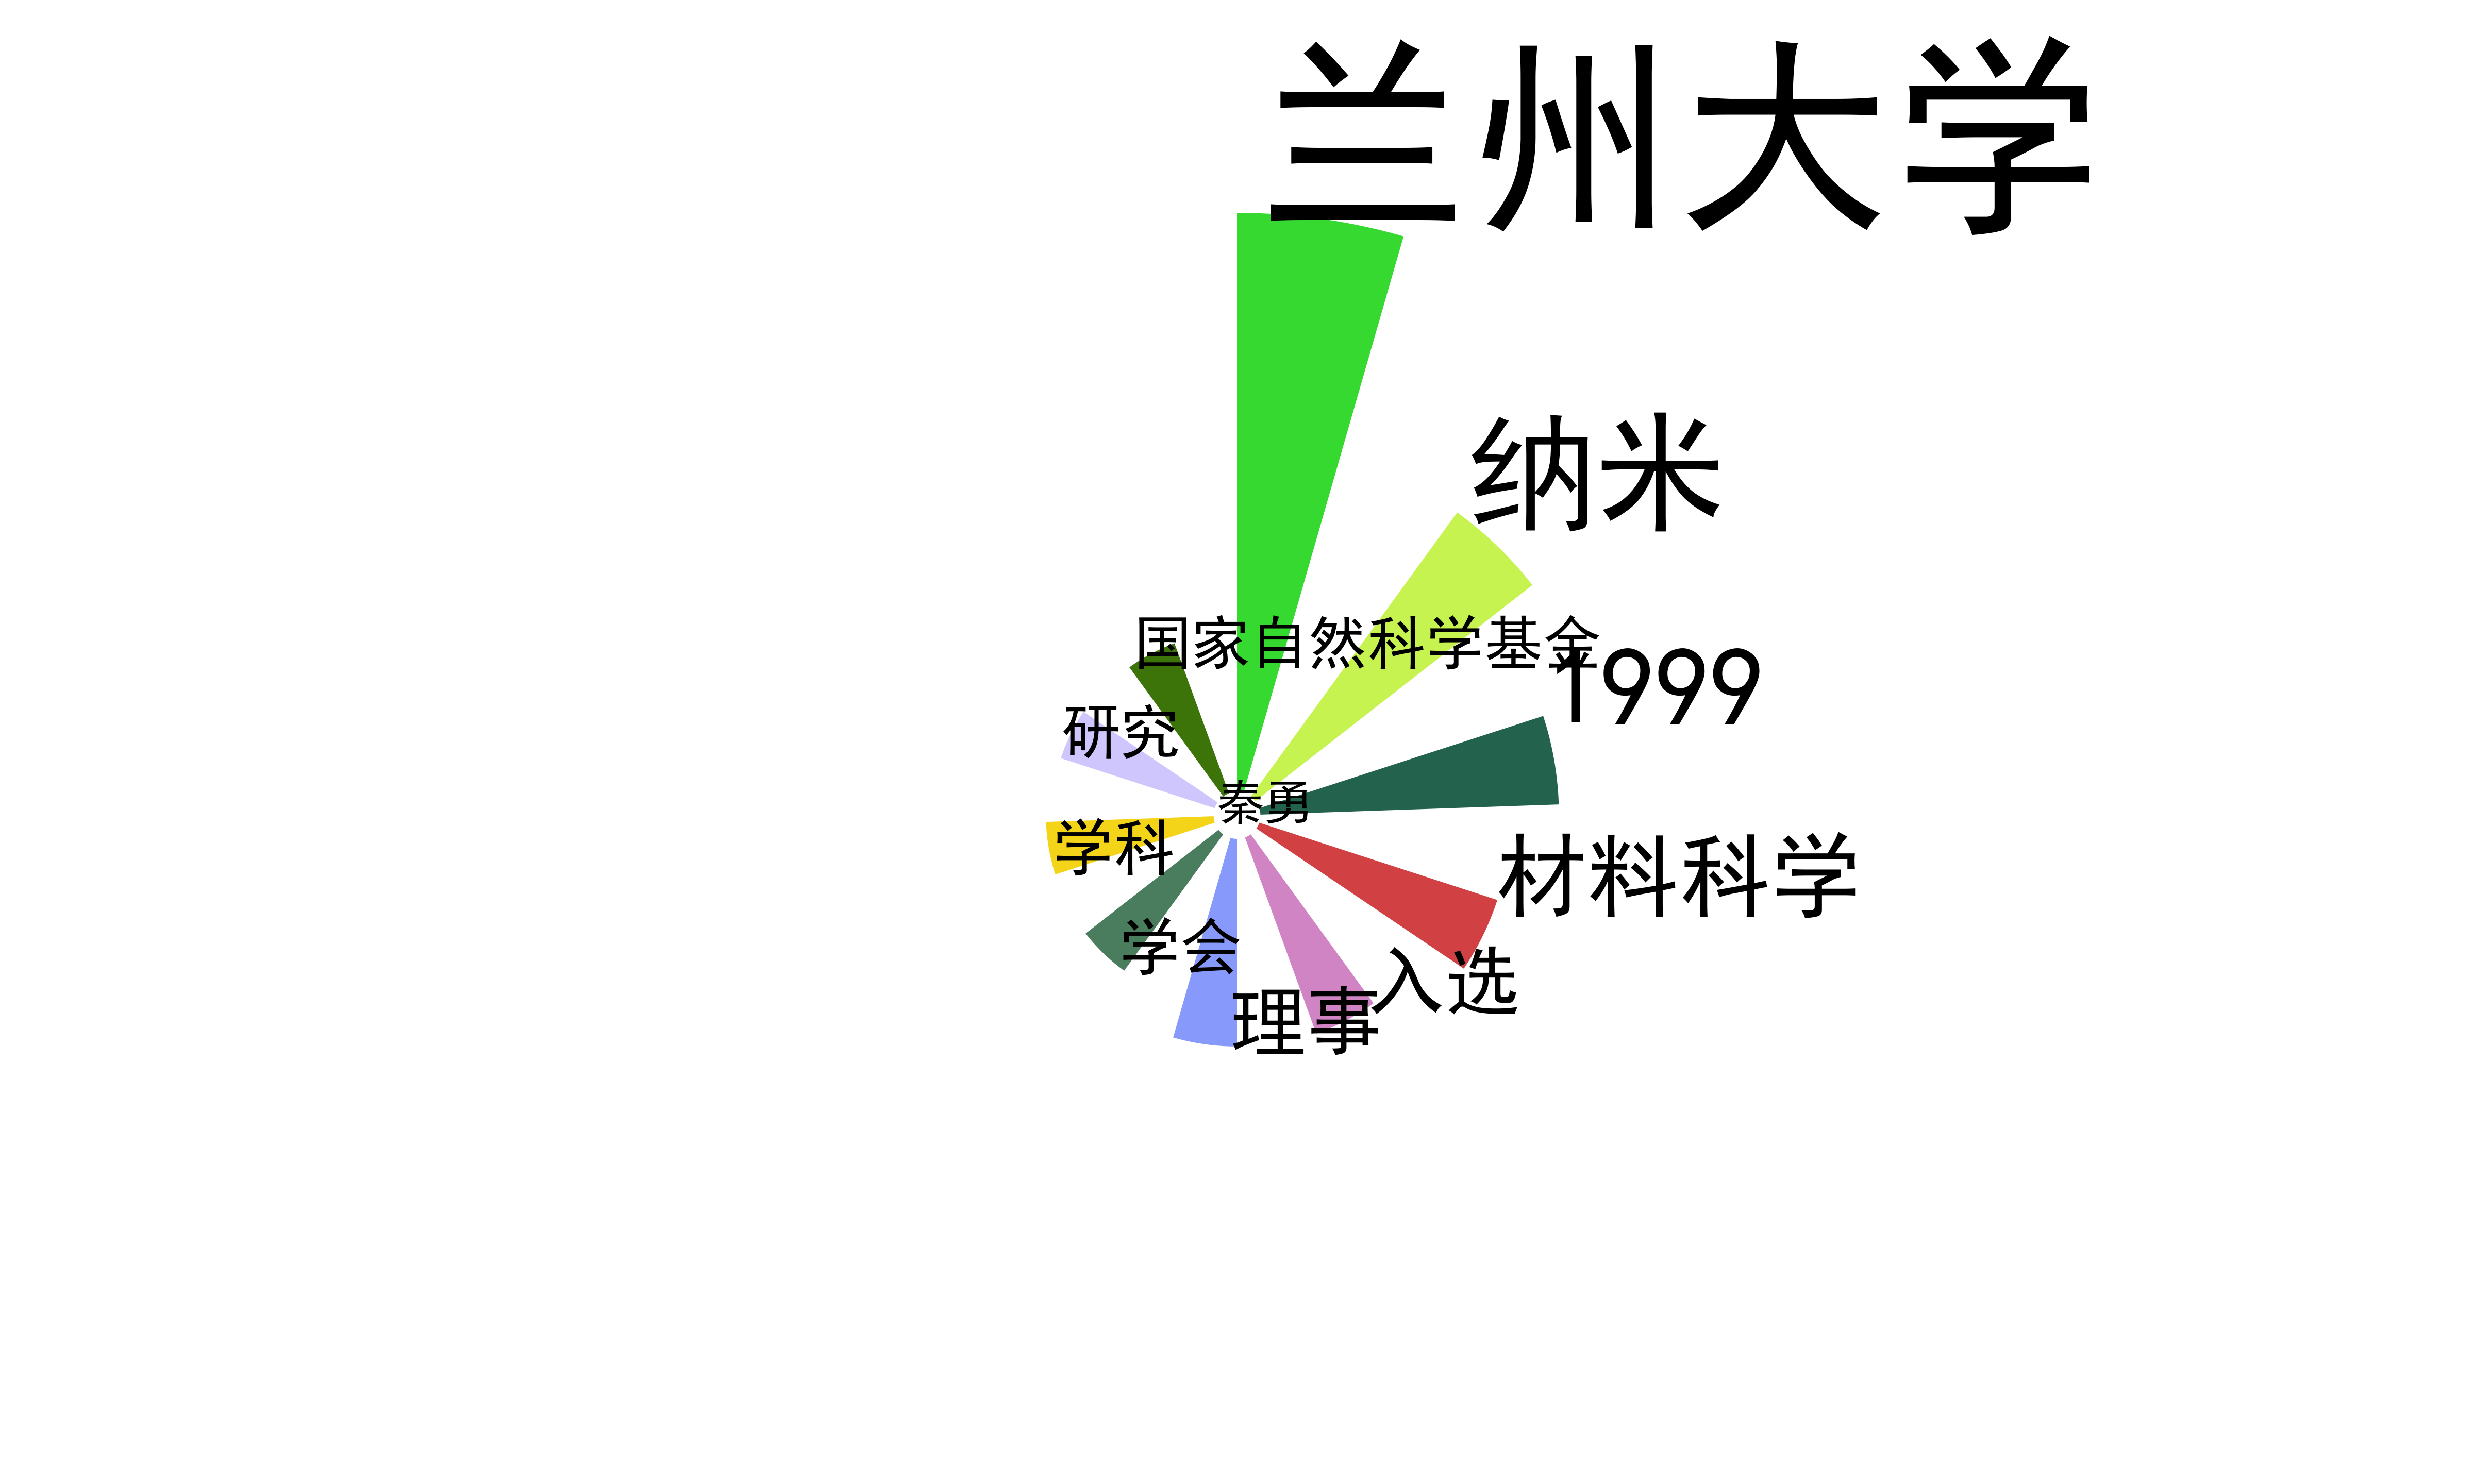 兰州大学
纳米
国家自然科学基金
1999
研究
秦勇
学科
材料科学
学会
入选
理事